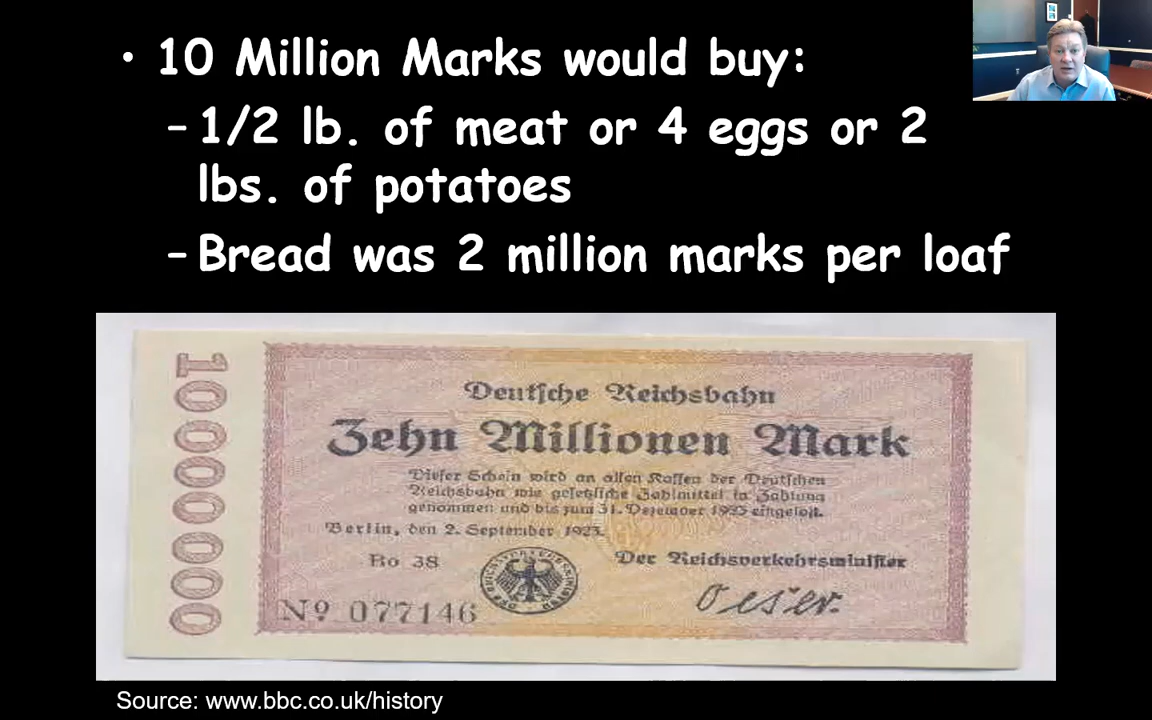 • 10 Million Marks would buy:
– 1/2 lb. of meat or 4 eggs or 2
lbs. of potatoes
– Bread was 2 million marks per loaf
10000000
Deutsche Reichsbahn
Zehn Millionen Mark
Dieser Schein wird an allen Kassen der Deutschen
Reichsbahn wie gesetzliche Zahlmittel in Zahlung
genommen und bis zum 31. Dezember 1923 eingelöst.
Berlin, den 2. September 1923.
Ro 38
Der Reichsverkehrsminister
Oeser.
Nº 077146
Source: www.bbc.co.uk/history